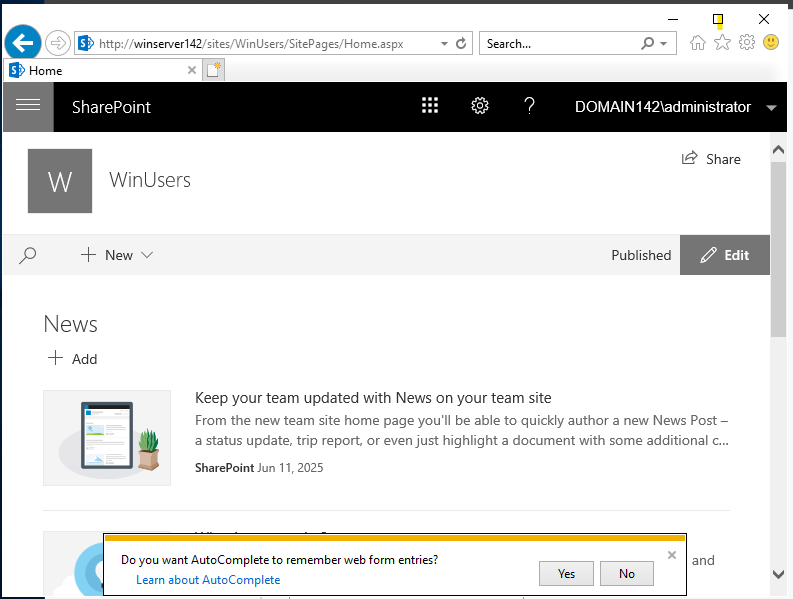 http://winserver142/sites/WinUsers/SitePages/Home.aspx
Search...
Home
SharePoint
DOMAIN142\administrator
W
WinUsers
Share
New
Published
Edit
News
Add
Keep your team updated with News on your team site
From the new team site home page you'll be able to quickly author a new News Post –
a status update, trip report, or even just highlight a document with some additional c...
SharePoint Jun 11, 2025
and
Do you want AutoComplete to remember web form entries?
Learn about AutoComplete
Yes
No